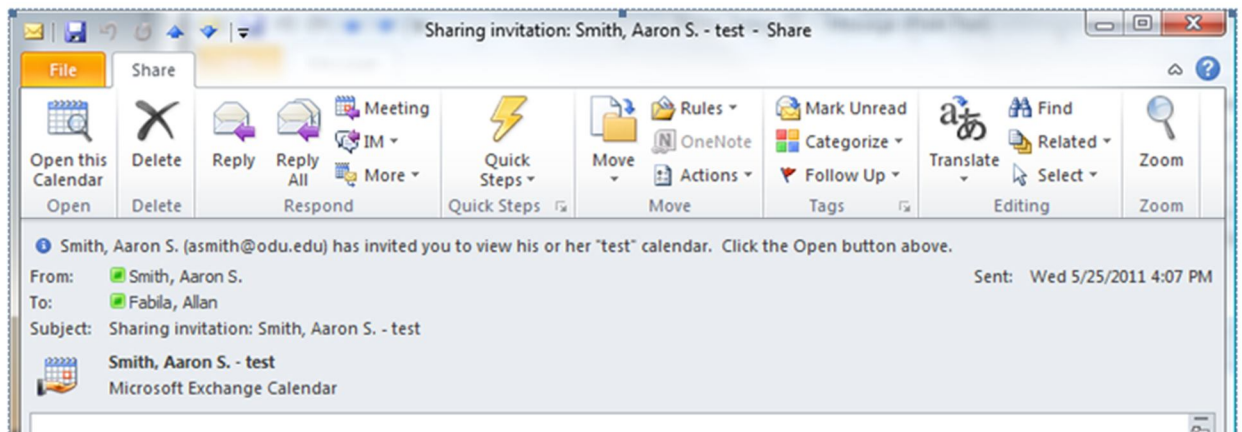 Sharing invitation: Smith, Aaron S. - test - Share
File Share
Open this Calendar
Delete
Reply
Reply All
Meeting
IM
More
Quick Steps
Move
Rules
OneNote
Actions
Mark Unread
Categorize
Follow Up
aあ
Translate
Find
Related
Select
Zoom
Open Delete Respond Quick Steps Move Tags Editing Zoom
Smith, Aaron S. (asmith@odu.edu) has invited you to view his or her "test" calendar. Click the Open button above.
From: Smith, Aaron S. Sent: Wed 5/25/2011 4:07 PM
To: Fabila, Allan
Subject: Sharing invitation: Smith, Aaron S. - test
Smith, Aaron S. - test
Microsoft Exchange Calendar